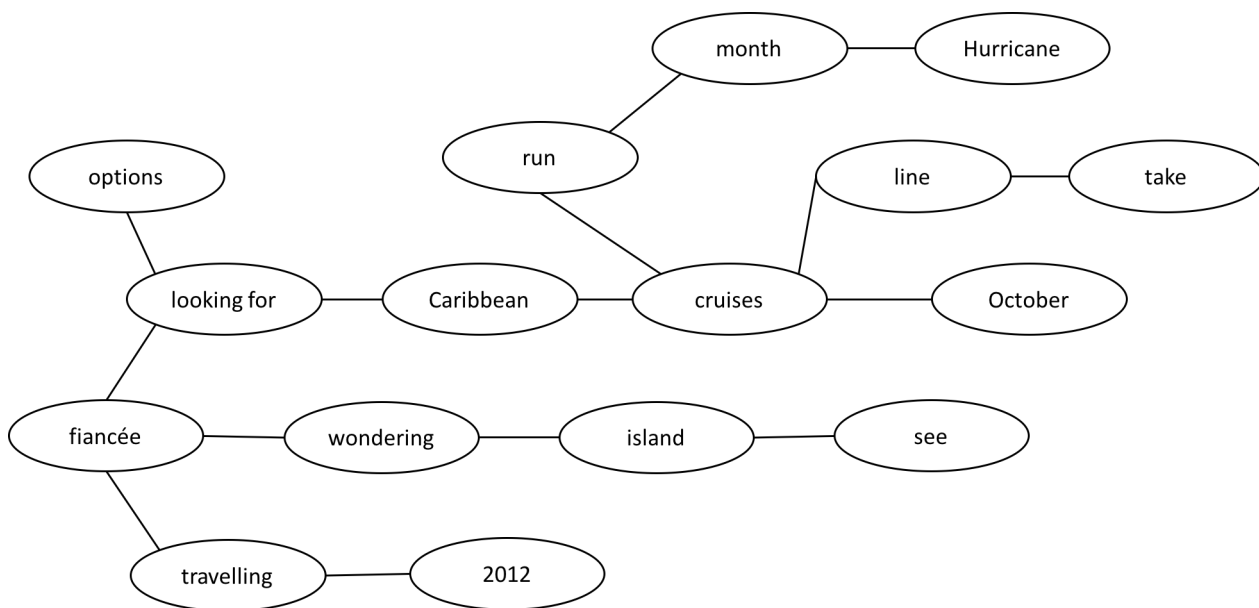 month
Hurricane
run
options
line
take
looking for
Caribbean
cruises
October
fiancée
wondering
island
see
travelling
2012